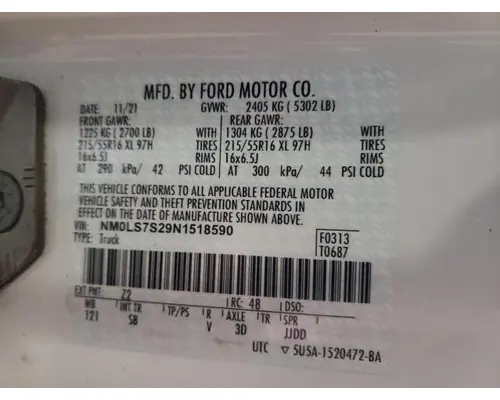 MFD. BY FORD MOTOR CO.
DATE: 11/21 GVWR: 2405 KG ( 5302 LB)
FRONT GAWR: REAR GAWR:
1225 KG ( 2700 LB) WITH 1304 KG ( 2875 LB) WITH
215/55R16 XL 97H TIRES 215/55R16 XL 97H TIRES
16x6.5J RIMS 16x6.5J RIMS
AT 290 kPa/ 42 PSI COLD AT 300 kPa/ 44 PSI COLD
THIS VEHICLE CONFORMS TO ALL APPLICABLE FEDERAL MOTOR
VEHICLE SAFETY AND THEFT PREVENTION STANDARDS IN
EFFECT ON THE DATE OF MANUFACTURE SHOWN ABOVE.
VIN: NM0LS7S29N1518590
TYPE: Truck
F0313
T0687
EXT PNT: Z2 RC: 48 DSO:
WB INT TR TP/PS R AXLE TR SPR
121 SB V 3D JJDD
UTC ▽ 5U5A-1520472-BA